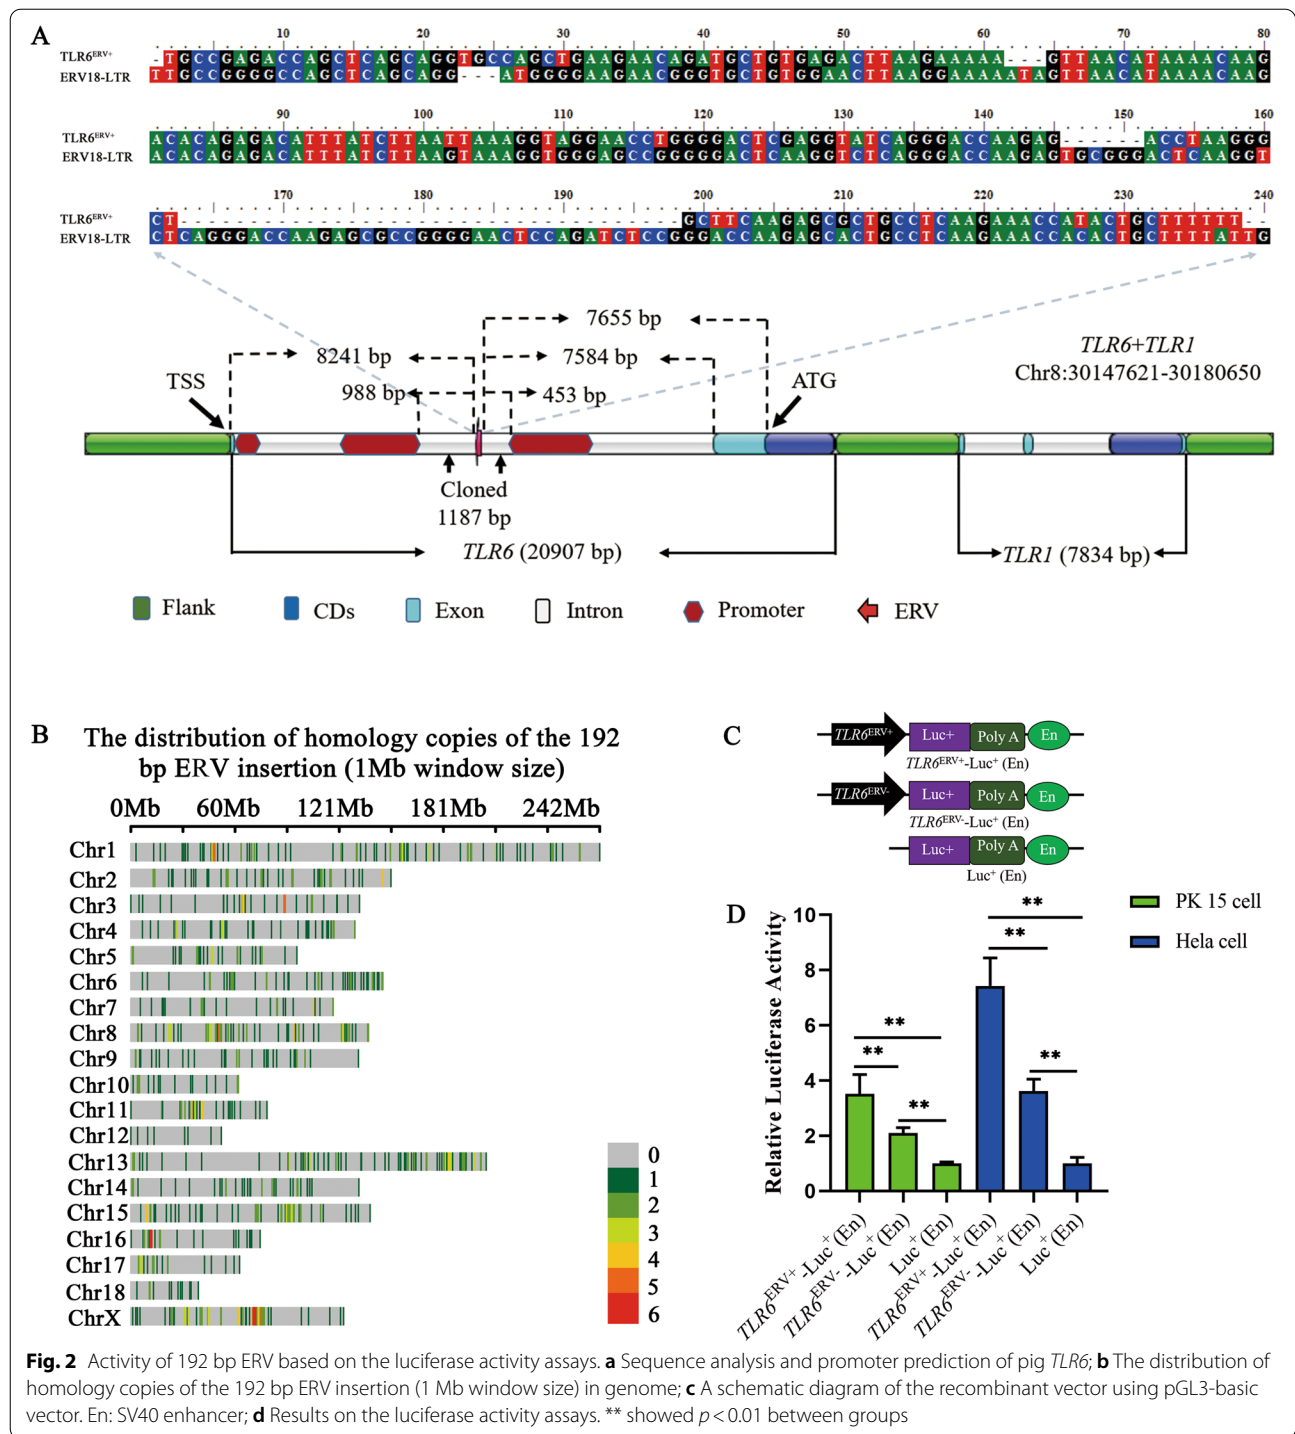 A
10 20 30 40 50 60 70 80
TLR6ERV+ -TGCCGAGACCAGCTCAGCAGGTGCCAGCTGAAGAACAGATGCTGTGAGACTTAAGAAAAA---GTTAACATAAAACAAG
ERV18-LTR TTGCCGGGACCAGCTCAGCAGG---ATGGGGAAGAACGGGTGCTGTGGAACTTAAGGAAAAATAGTTAACATAAAACAAG
90 100 110 120 130 140 150 160
TLR6ERV+ ACACAGAGACATTTATCTTAATTAAAGGTAGGAACCTGGGGACTCGAGGTATCAGGGACCAAGAG------ACCTAAGGG
ERV18-LTR ACACAGAGACATTTATCTTAAGTAAAGGTGGGAGCCGGGGGACTCAAGGTCTCAGGGACCAAGAGTGCGGGACTCAAGGT
170 180 190 200 210 220 230 240
TLR6ERV+ CT------------------------------------GCTTCAAGAGCGCTGCCTCAAGAAACCATACTGCTTTTTT--
ERV18-LTR CTCAGGGACCAAGAGCGCCGGGGAACTCCAGATCTCCGGGACCAAGAGCACTGCCTCAAGAAACCACACTGCTTTTATTG
7655 bp
8241 bp 7584 bp
988 bp 453 bp
TLR6+TLR1
Chr8:30147621-30180650
TSS ATG
Cloned
1187 bp
TLR6 (20907 bp) TLR1 (7834 bp)
Flank CDs Exon Intron Promoter ERV
B The distribution of homology copies of the 192
bp ERV insertion (1Mb window size)
0Mb 60Mb 121Mb 181Mb 242Mb
Chr1
Chr2
Chr3
Chr4
Chr5
Chr6
Chr7
Chr8
Chr9
Chr10
Chr11
Chr12
Chr13
Chr14
Chr15
Chr16
Chr17
Chr18
ChrX
0
1
2
3
4
5
6
C
TLR6ERV+ Luc+ Poly A En
TLR6ERV+-Luc+ (En)
TLR6ERV- Luc+ Poly A En
TLR6ERV--Luc+ (En)
Luc+ Poly A En
Luc+ (En)
D
PK 15 cell
Hela cell
Relative Luciferase Activity
10
8
6
4
2
0
** ** ** ** ** **
TLR6ERV+-Luc+ (En)
TLR6ERV--Luc+ (En)
Luc+ (En)
TLR6ERV+-Luc+ (En)
TLR6ERV--Luc+ (En)
Luc+ (En)
Fig. 2 Activity of 192 bp ERV based on the luciferase activity assays. a Sequence analysis and promoter prediction of pig TLR6; b The distribution of
homology copies of the 192 bp ERV insertion (1 Mb window size) in genome; c A schematic diagram of the recombinant vector using pGL3-basic
vector. En: SV40 enhancer; d Results on the luciferase activity assays. ** showed p < 0.01 between groups